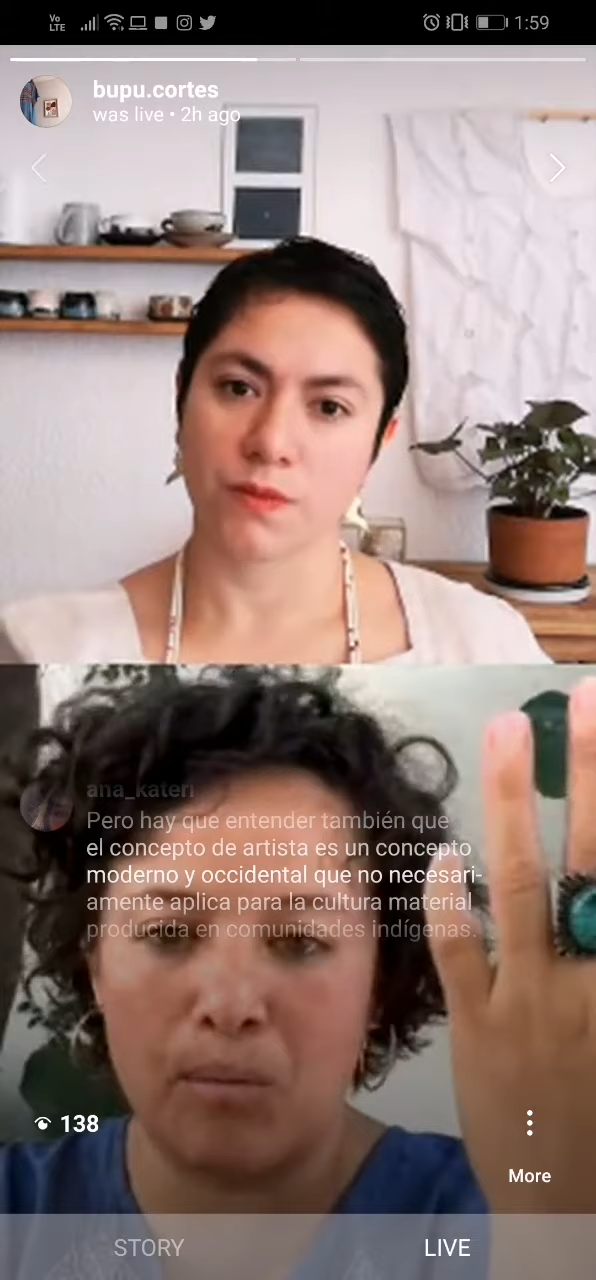 Vo
LTE
1:59
bupu.cortes
was live • 2h ago
ana_kateri
Pero hay que entender también que
el concepto de artista es un concepto
moderno y occidental que no necesari-
amente aplica para la cultura material
producida en comunidades indígenas.
138
More
STORY
LIVE